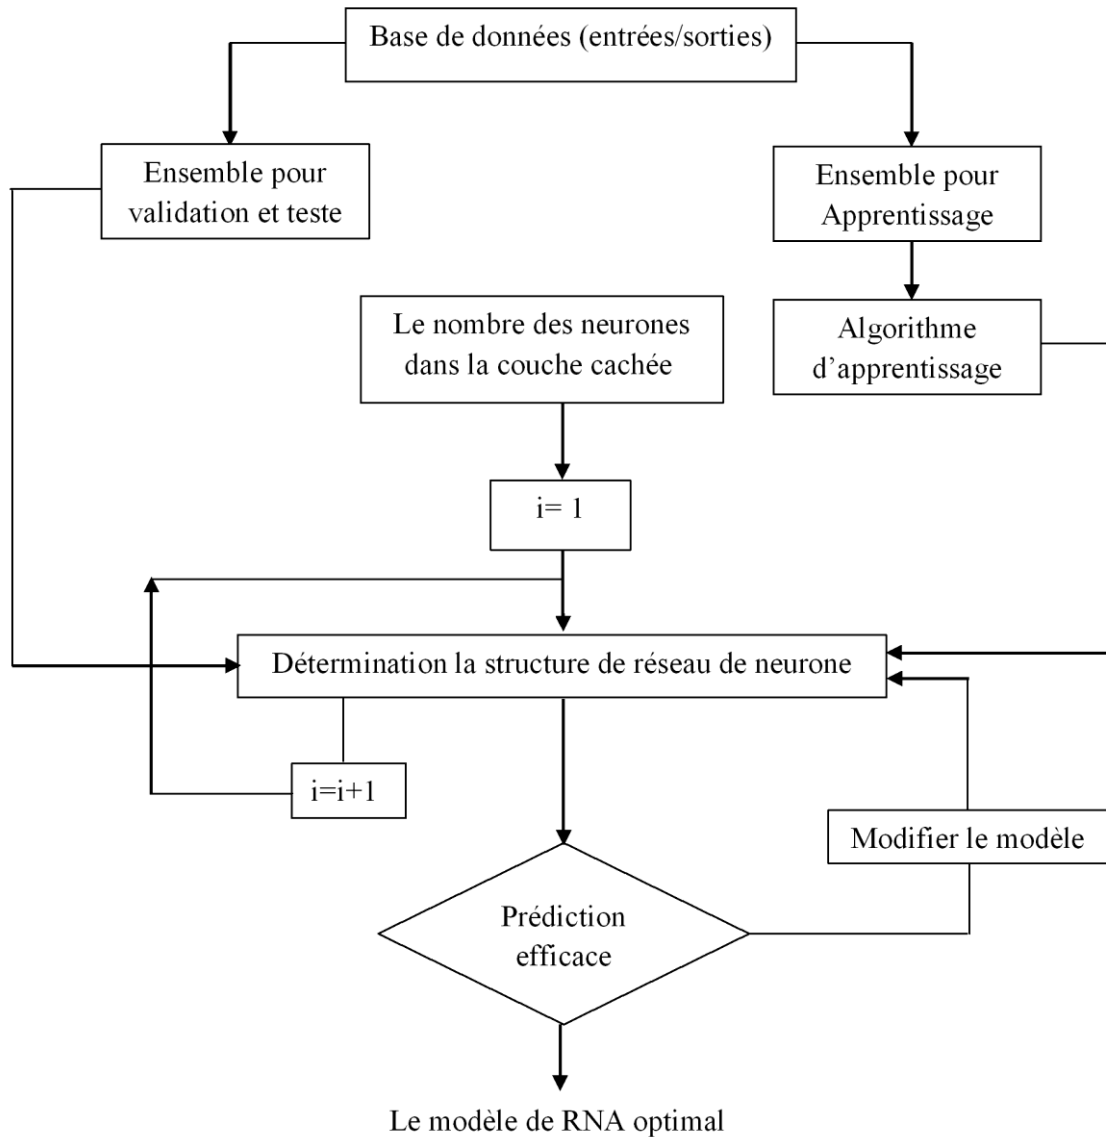 Base de données (entrées/sorties)
Ensemble pour
validation et teste
Ensemble pour
Apprentissage
Le nombre des neurones
dans la couche cachée
Algorithme
d'apprentissage
i= 1
Détermination la structure de réseau de neurone
i=i+1
Modifier le modèle
Prédiction
efficace
Le modèle de RNA optimal